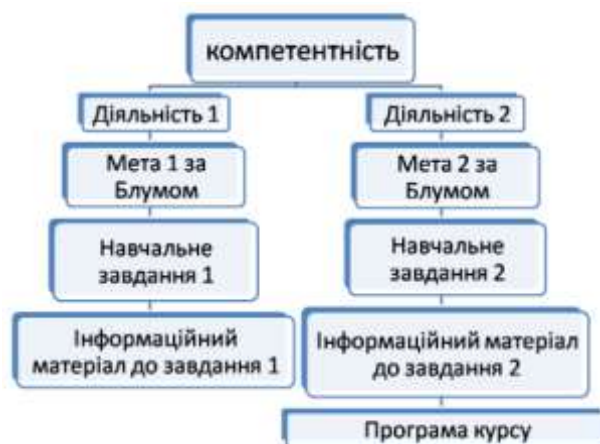 компетентність
Діяльність 1
Діяльність 2
Мета 1 за
Блумом
Мета 2 за
Блумом
Навчальне
завдання 1
Навчальне
завдання 2
Інформаційний
матеріал до завдання 1
Інформаційний матеріал
до завдання 2
Програма курсу